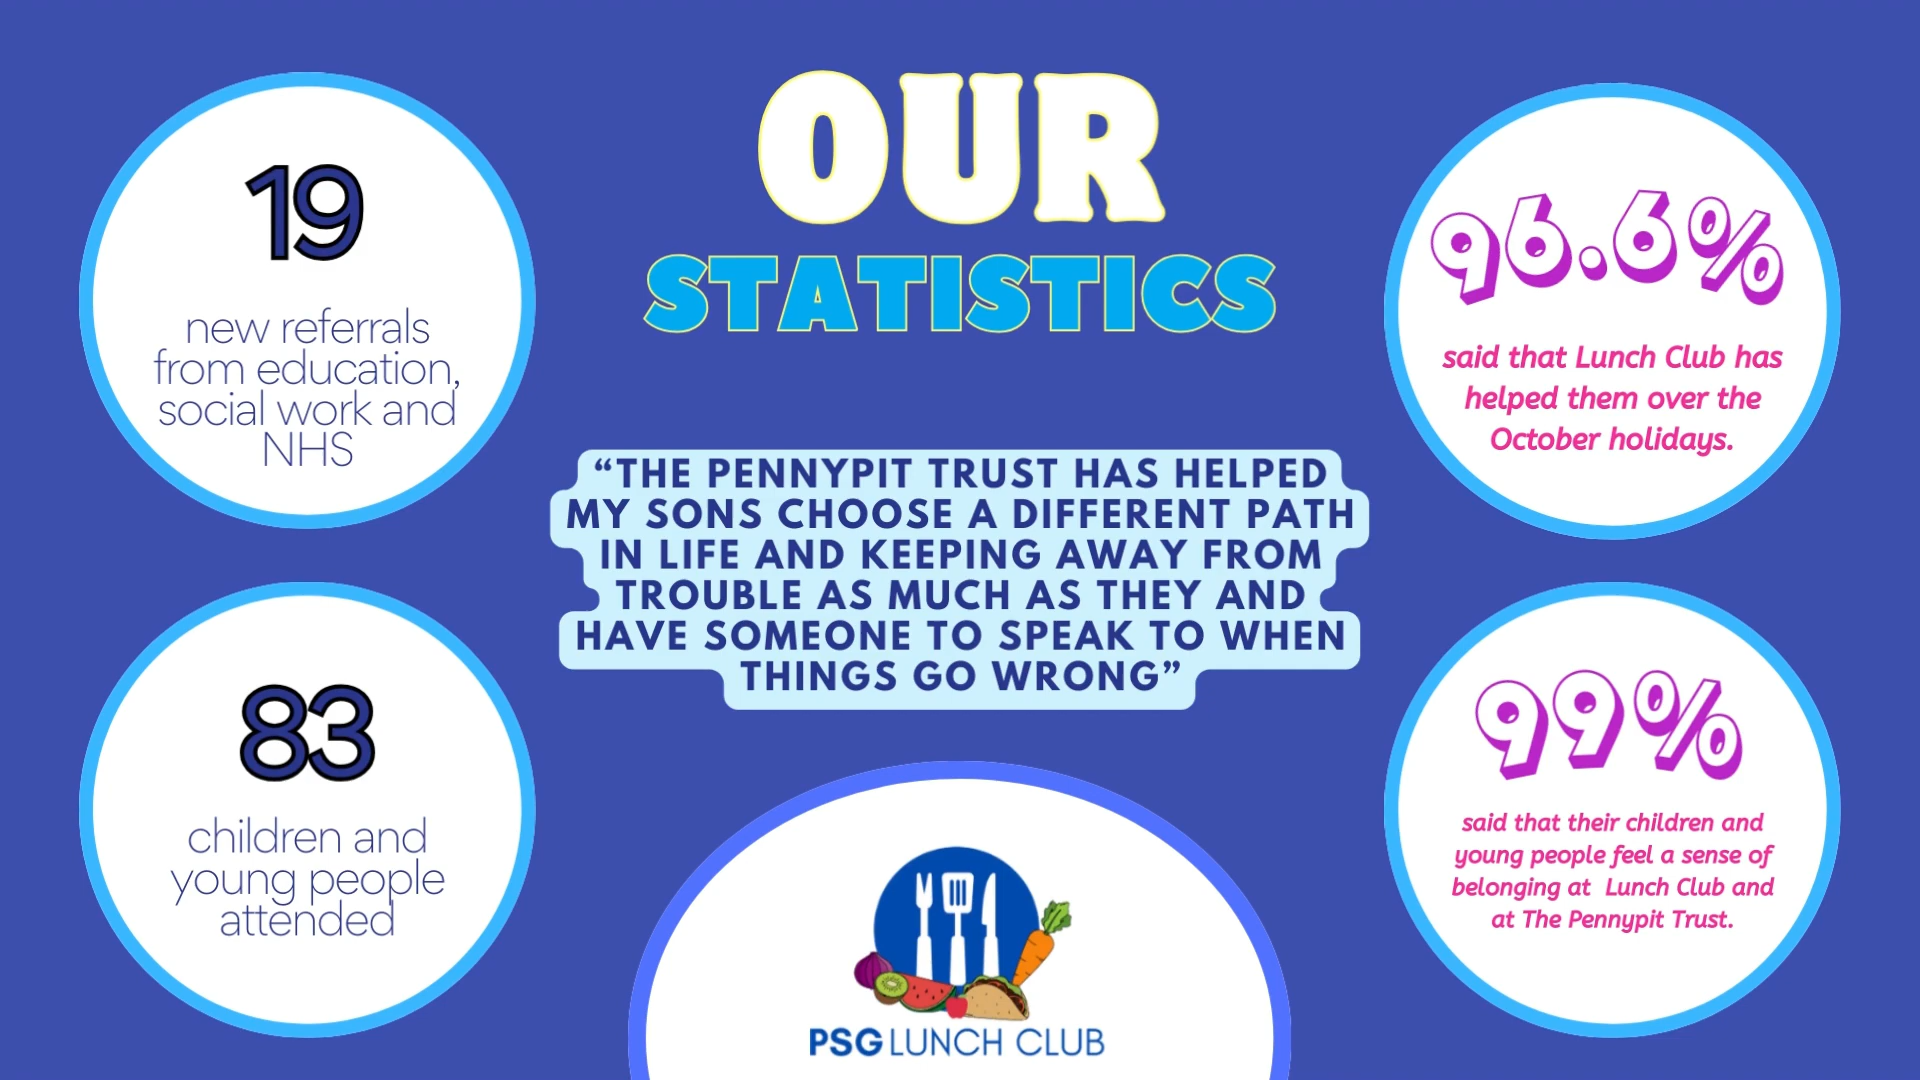 OUR
STATISTICS
19
new referrals
from education,
social work and
NHS
83
children and
young people
attended
“THE PENNYPIT TRUST HAS HELPED
MY SONS CHOOSE A DIFFERENT PATH
IN LIFE AND KEEPING AWAY FROM
TROUBLE AS MUCH AS THEY AND
HAVE SOMEONE TO SPEAK TO WHEN
THINGS GO WRONG”
96.6%
said that Lunch Club has
helped them over the
October holidays.
99%
said that their children and
young people feel a sense of
belonging at Lunch Club and
at The Pennypit Trust.
PSG LUNCH CLUB